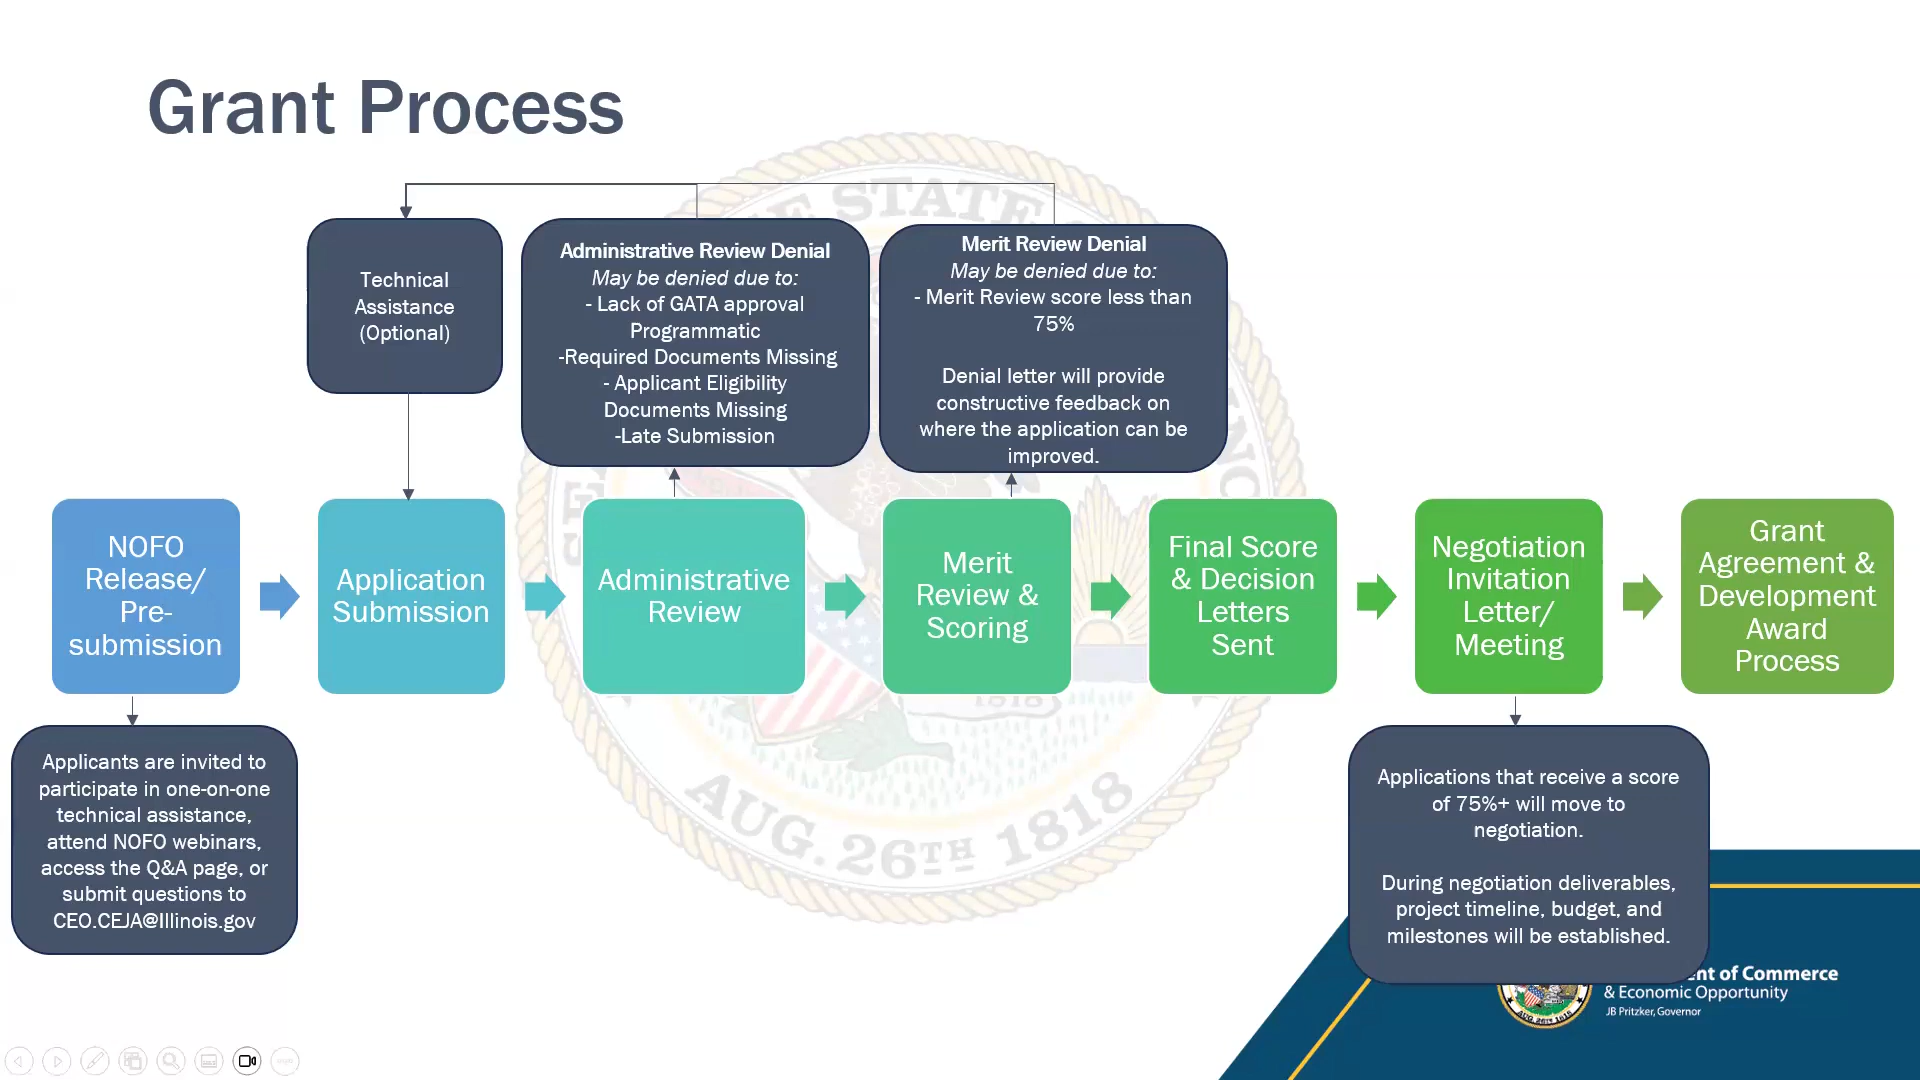 Grant Process
Technical
Assistance
(Optional)
Administrative Review Denial
May be denied due to:
- Lack of GATA approval
Programmatic
-Required Documents Missing
- Applicant Eligibility
Documents Missing
-Late Submission
Merit Review Denial
May be denied due to:
- Merit Review score less than
75%
Denial letter will provide
constructive feedback on
where the application can be
improved.
NOFO
Release/
Pre-
submission
Application
Submission
Administrative
Review
Merit
Review &
Scoring
Final Score
& Decision
Letters
Sent
Negotiation
Invitation
Letter/
Meeting
Grant
Agreement &
Development
Award
Process
Applicants are invited to
participate in one-on-one
technical assistance,
attend NOFO webinars,
access the Q&A page, or
submit questions to
CEO.CEJA@Illinois.gov
Applications that receive a score
of 75%+ will move to
negotiation.
During negotiation deliverables,
project timeline, budget, and
milestones will be established.
STATE
1818
AUG. 26TH 1818
of Commerce
& Economic Opportunity
JB Pritzker, Governor
AUG. 26TH 1818